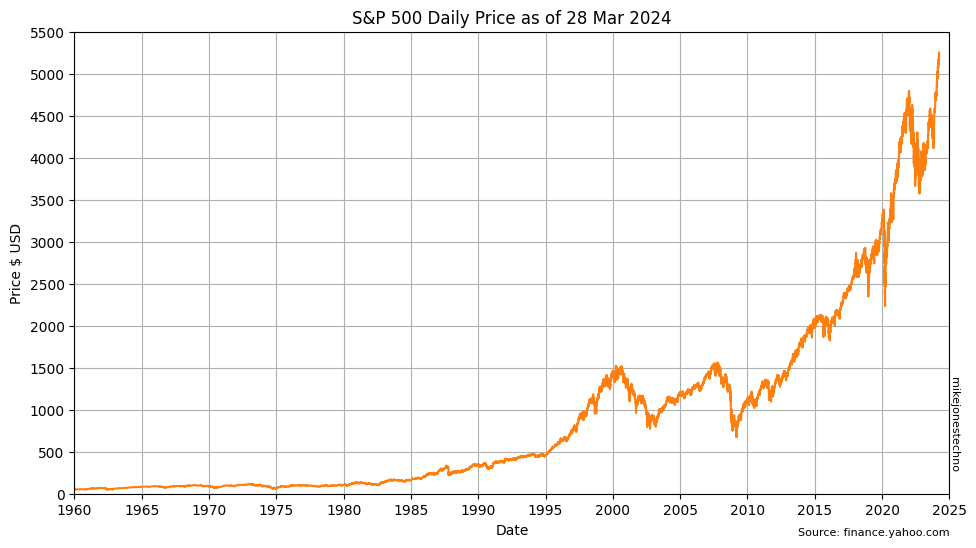 S&P 500 Daily Price as of 28 Mar 2024
5500
5000
4500
4000
3500
3000
2500
2000
1500
1000
500
0
Price $ USD
1960 1965 1970 1975 1980 1985 1990 1995 2000 2005 2010 2015 2020 2025
Date
mikejonestechno
Source: finance.yahoo.com